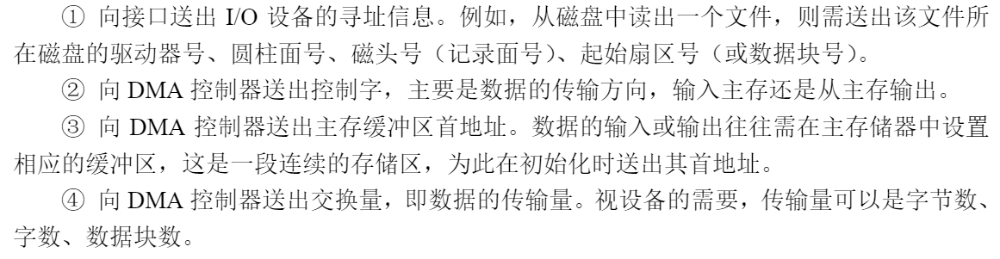 ① 向接口送出 I/O 设备的寻址信息。例如，从磁盘中读出一个文件，则需送出该文件所
在磁盘的驱动器号、圆柱面号、磁头号（记录面号）、起始扇区号（或数据块号）。
② 向 DMA 控制器送出控制字，主要是数据的传输方向，输入主存还是从主存输出。
③ 向 DMA 控制器送出主存缓冲区首地址。数据的输入或输出往往需在主存储器中设置
相应的缓冲区，这是一段连续的存储区，为此在初始化时送出其首地址。
④ 向 DMA 控制器送出交换量，即数据的传输量。视设备的需要，传输量可以是字节数、
字数、数据块数。